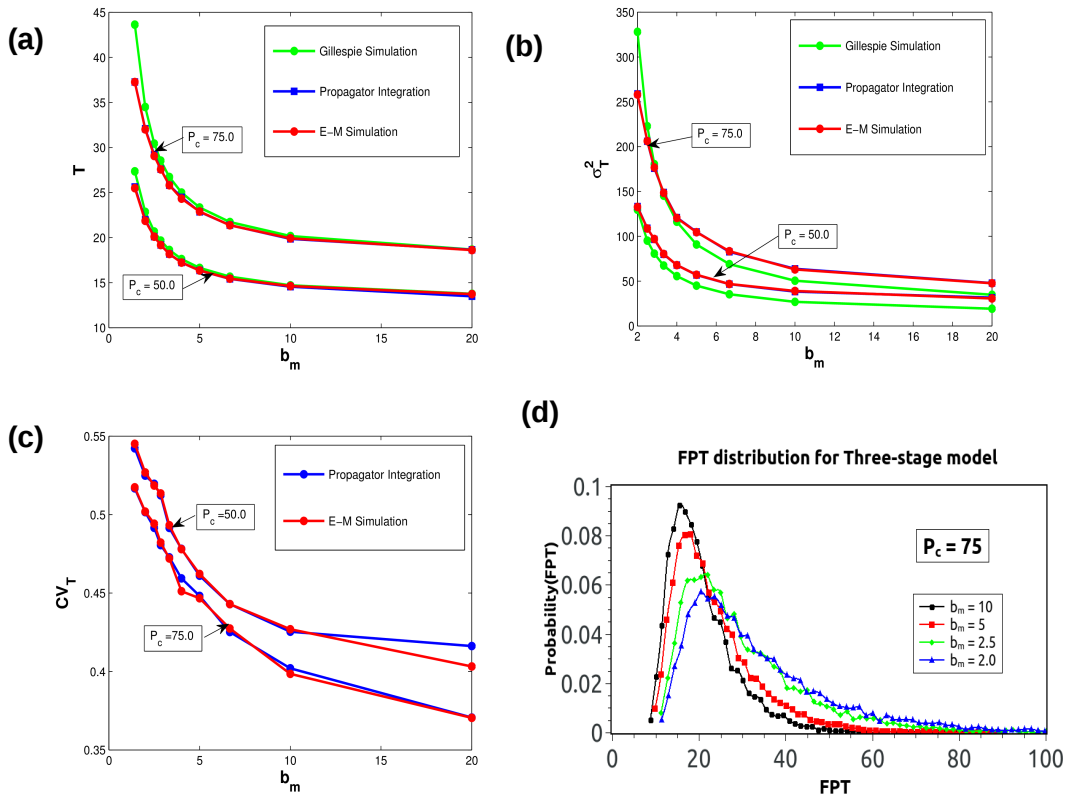 (a)
45
40
35
30
25
20
15
10
T
0
5
10
15
20
b_m
Gillespie Simulation
Propagator Integration
E−M Simulation
P_c = 75.0
P_c = 50.0
(b)
350
300
250
200
150
100
50
0
σ_T^2
2
4
6
8
10
12
14
16
18
20
b_m
Gillespie Simulation
Propagator Integration
E−M Simulation
P_c = 75.0
P_c = 50.0
(c)
0.55
0.5
0.45
0.4
0.35
CV_T
0
5
10
15
20
b_m
Propagator Integration
E−M Simulation
P_c =50.0
P_c =75.0
(d)
FPT distribution for Three-stage model
0.1
0.08
0.06
0.04
0.02
0
Probability(FPT)
P_c = 75
b_m = 10
b_m = 5
b_m = 2.5
b_m = 2.0
0
20
40
60
80
100
FPT